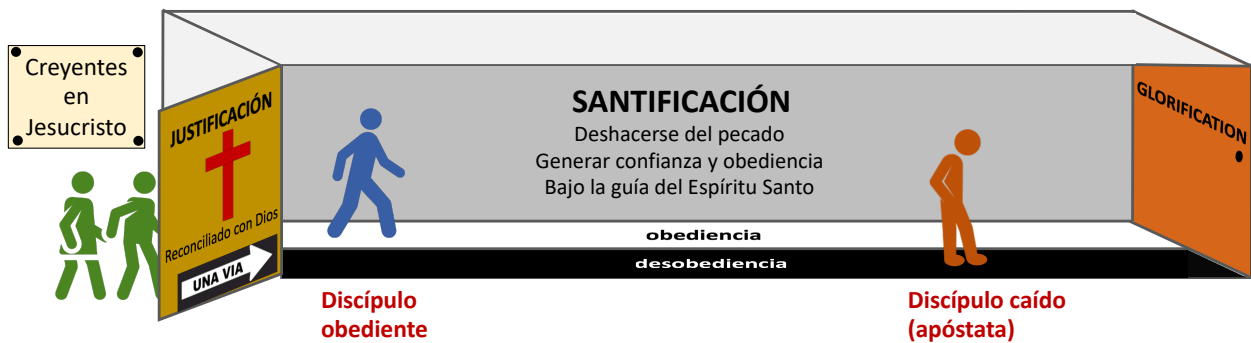 Creyentes
en
Jesucristo
JUSTIFICACIÓN
Reconciliado con Dios
UNA VIA
SANTIFICACIÓN
Deshacerse del pecado
Generar confianza y obediencia
Bajo la guía del Espíritu Santo
obediencia
desobediencia
GLORIFICATION
Discípulo
obediente
Discípulo caído
(apóstata)